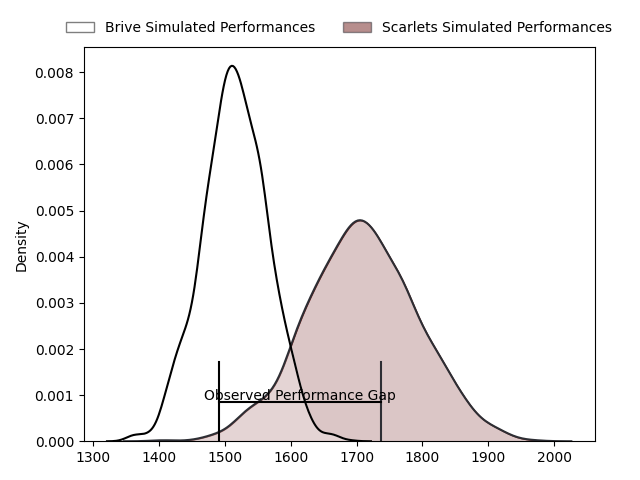 Brive Simulated Performances
Scarlets Simulated Performances
0.008
0.007
0.006
0.005
0.004
0.003
0.002
0.001
0.000
Density
Observed Performance Gap
1300 1400 1500 1600 1700 1800 1900 2000